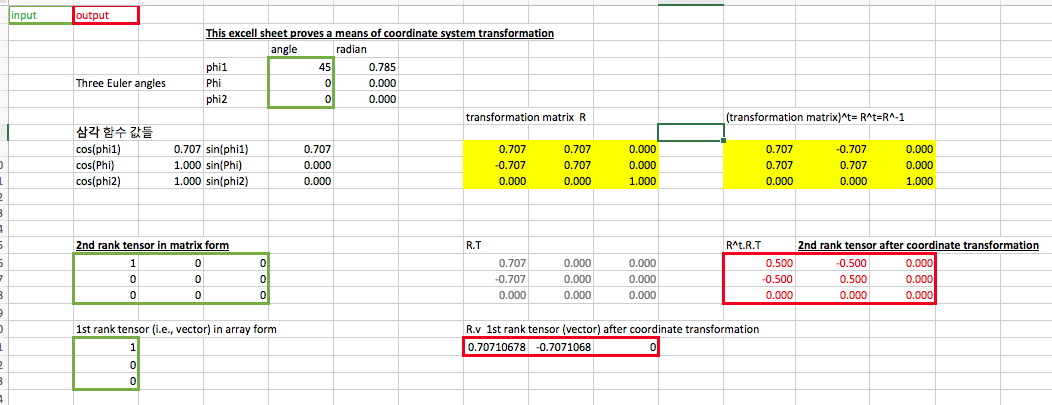 input output
This excell sheet proves a means of coordinate system transformation
angle radian
phi1 45 0.785
Three Euler angles Phi 0 0.000
phi2 0 0.000
transformation matrix R (transformation matrix)^t= R^t=R^-1
삼각 함수 값들
cos(phi1) 0.707 sin(phi1) 0.707 0.707 0.707 0.000 0.707 -0.707 0.000
cos(Phi) 1.000 sin(Phi) 0.000 -0.707 0.707 0.000 0.707 0.707 0.000
cos(phi2) 1.000 sin(phi2) 0.000 0.000 0.000 1.000 0.000 0.000 1.000
2nd rank tensor in matrix form R.T R^t.R.T 2nd rank tensor after coordinate transformation
1 0 0 0.707 0.000 0.000 0.500 -0.500 0.000
0 0 0 -0.707 0.000 0.000 -0.500 0.500 0.000
0 0 0 0.000 0.000 0.000 0.000 0.000 0.000
1st rank tensor (i.e., vector) in array form R.v 1st rank tensor (vector) after coordinate transformation
1 0.70710678 -0.7071068 0
0
0